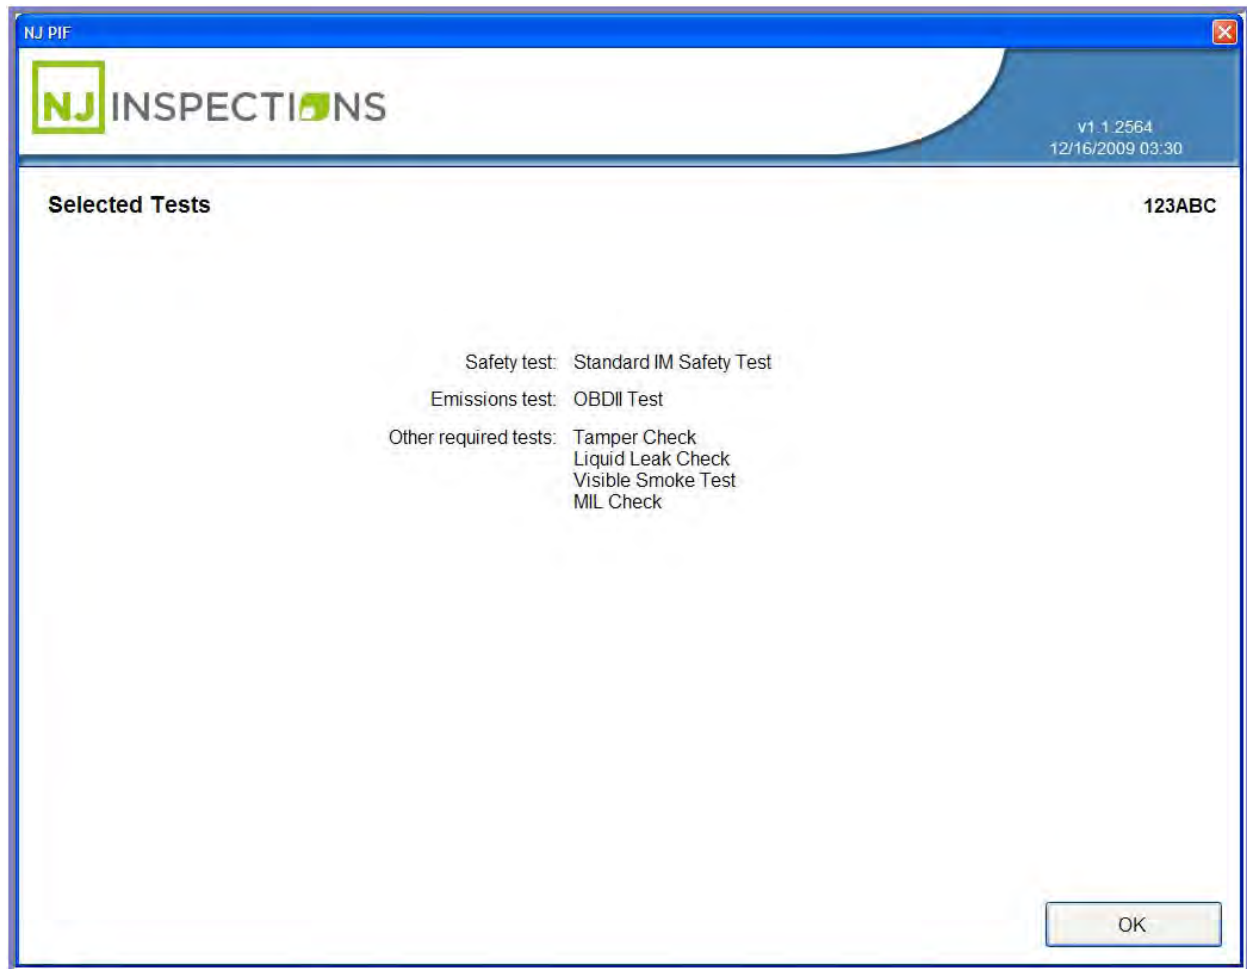 NJ PIF
NJ INSPECTIONS
v1.1.2564
12/16/2009 03:30
Selected Tests
123ABC
Safety test: Standard IM Safety Test
Emissions test: OBDII Test
Other required tests: Tamper Check
Liquid Leak Check
Visible Smoke Test
MIL Check
OK